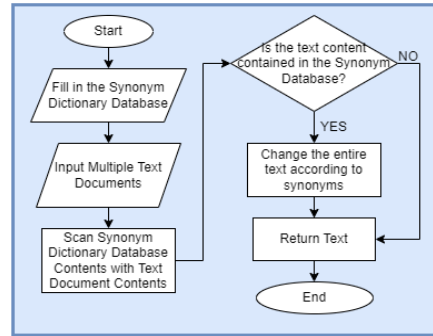 Start
Fill in the Synonym
Dictionary Database
Input Multiple Text
Documents
Scan Synonym
Dictionary Database
Contents with Text
Document Contents
Is the text content
contained in the Synonym
Database?
NO
YES
Change the entire
text according to
synonyms
Return Text
End